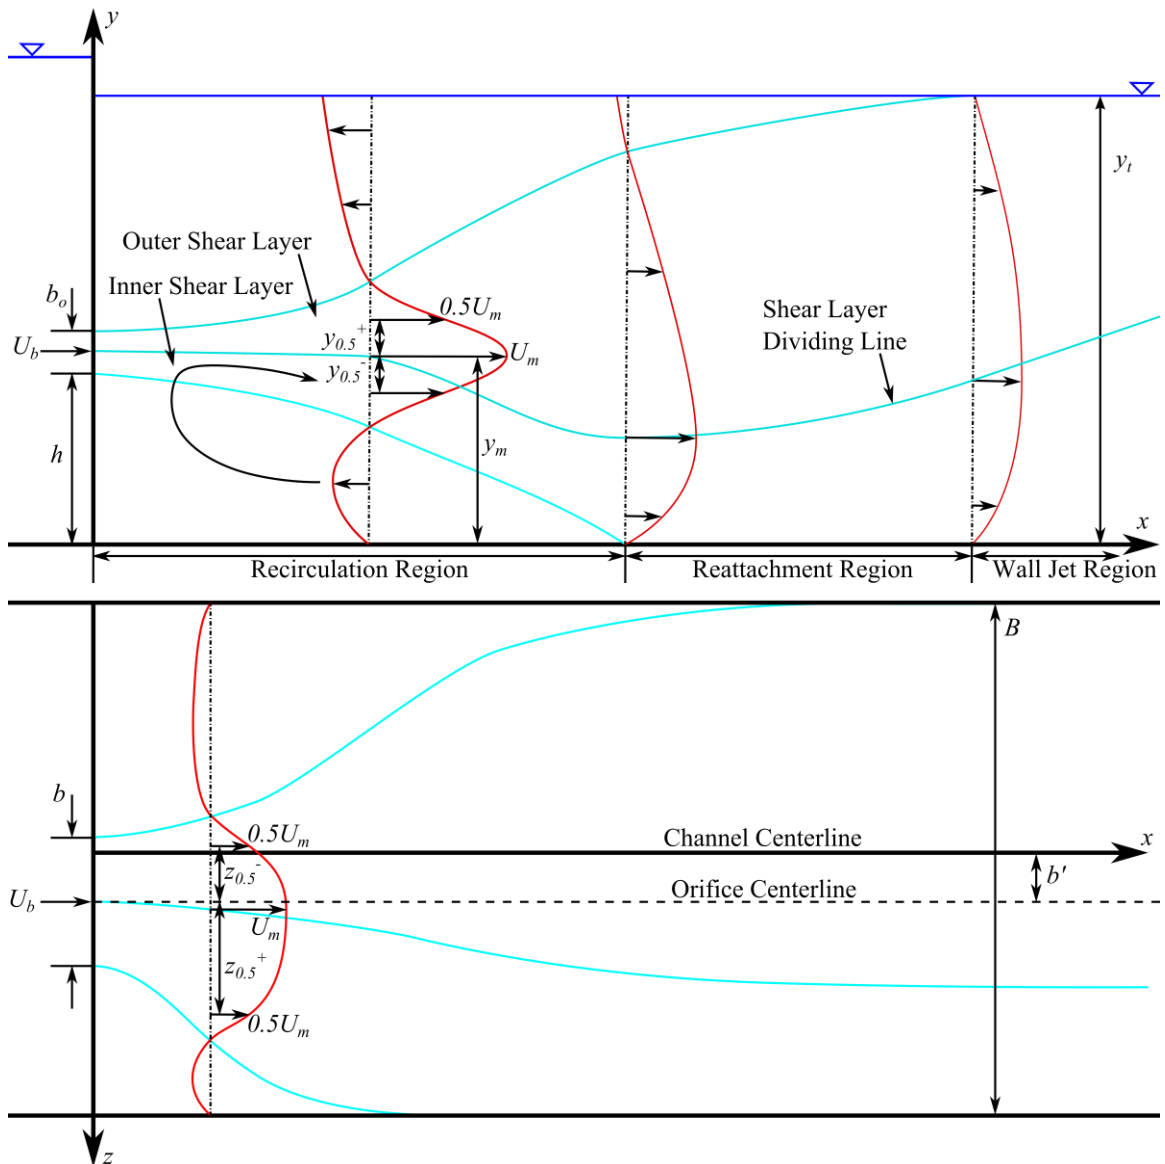 y
y_t
Outer Shear Layer
Inner Shear Layer
b_o
0.5U_m
Shear Layer
Dividing Line
U_b
y_0.5^+
U_m
y_0.5^-
h
y_m
x
Recirculation Region
Reattachment Region
Wall Jet Region
B
b
0.5U_m
Channel Centerline
x
z_0.5^-
b'
Orifice Centerline
U_b
U_m
z_0.5^+
0.5U_m
z